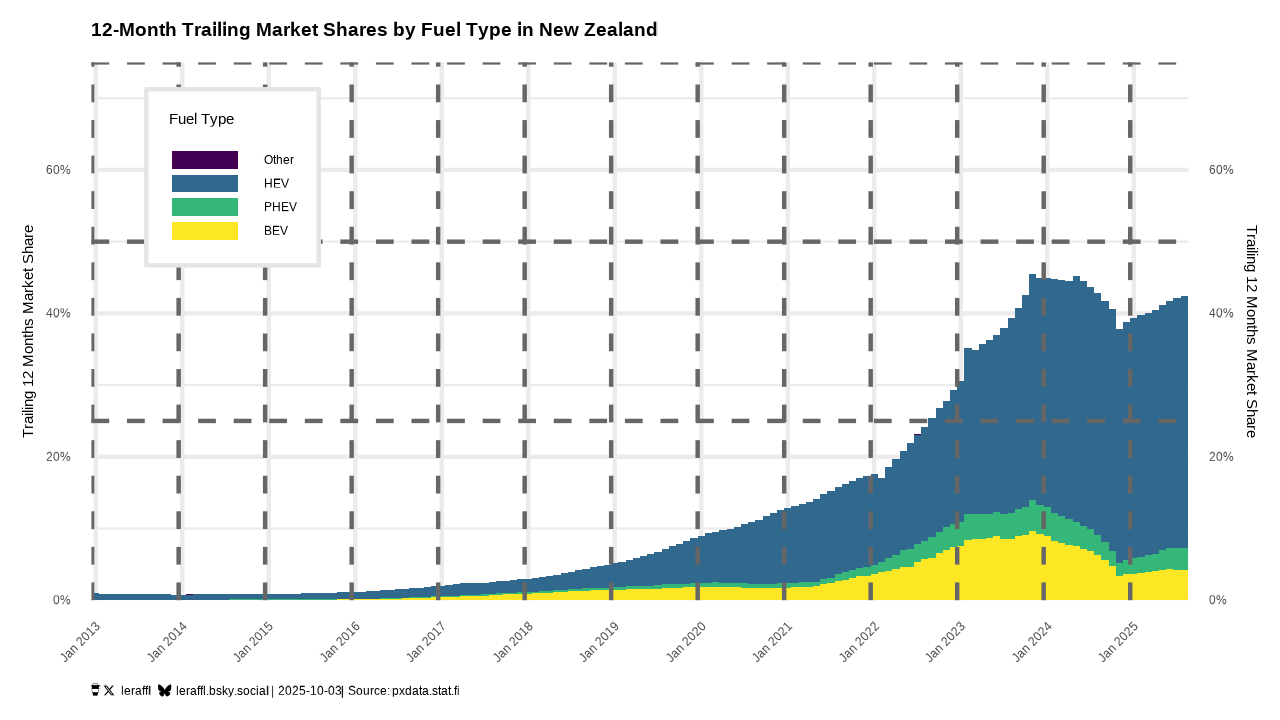 12-Month Trailing Market Shares by Fuel Type in New Zealand
Fuel Type
Other
HEV
PHEV
BEV
Trailing 12 Months Market Share
60%
40%
20%
0%
60%
40%
20%
0%
Trailing 12 Months Market Share
Jan 2013
Jan 2014
Jan 2015
Jan 2016
Jan 2017
Jan 2018
Jan 2019
Jan 2020
Jan 2021
Jan 2022
Jan 2023
Jan 2024
Jan 2025
leraffl leraffl.bsky.social | 2025-10-03 | Source: pxdata.stat.fi